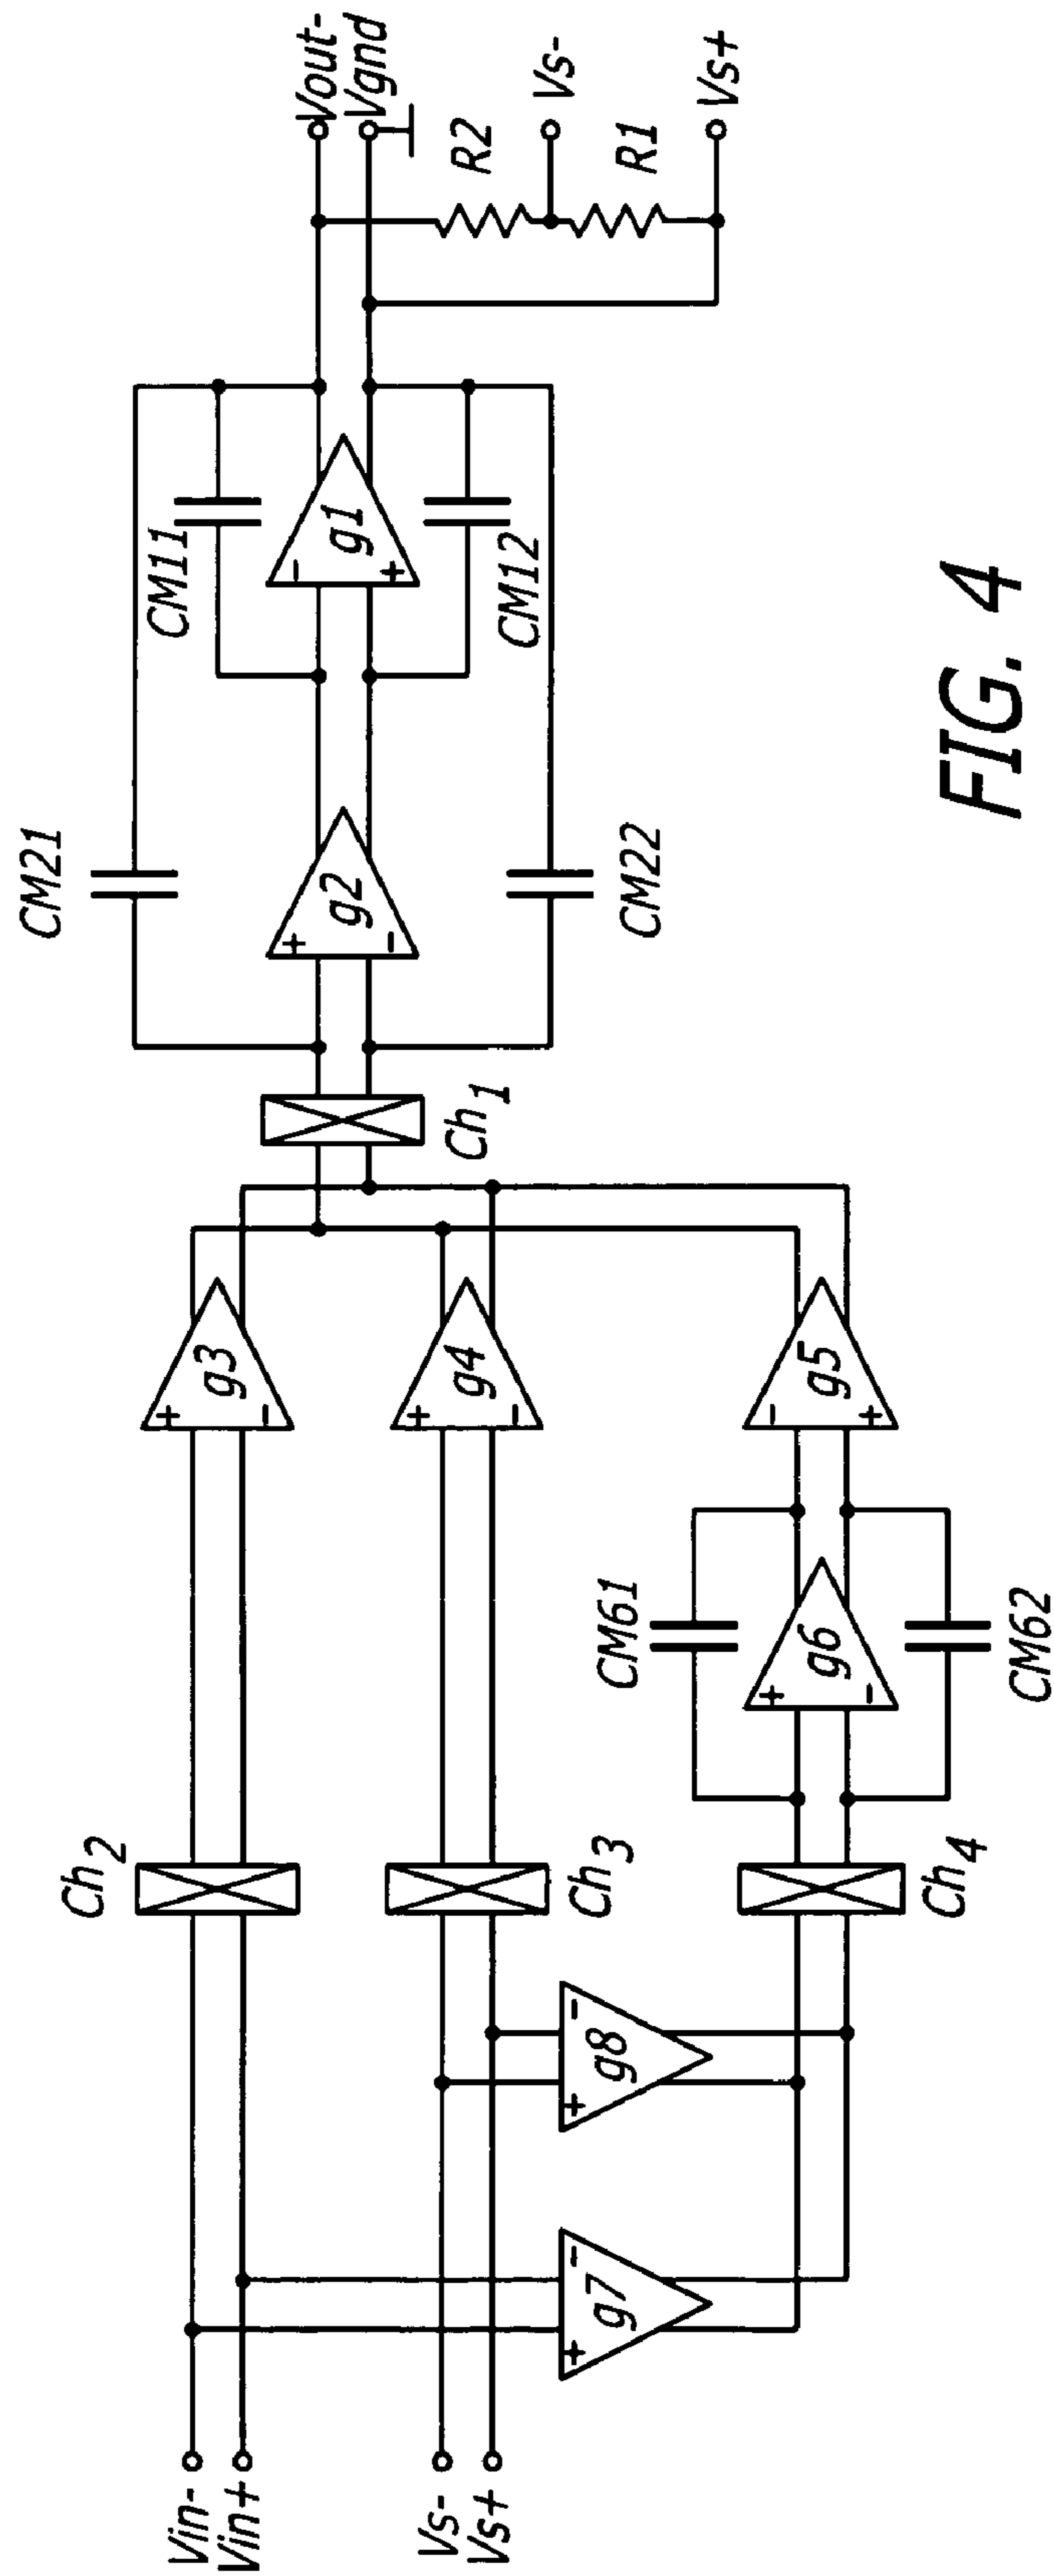 Vin-
Vin+
Vs-
Vs+
Ch2
Ch3
Ch4
+
-
g7
+
-
g8
+
-
g3
+
-
g4
+
-
g6
CM61
CM62
-
+
g5
Ch1
CM21
CM22
+
-
g2
CM11
CM12
-
+
g1
Vout-
Vgnd
R2
Vs-
R1
Vs+
FIG. 4